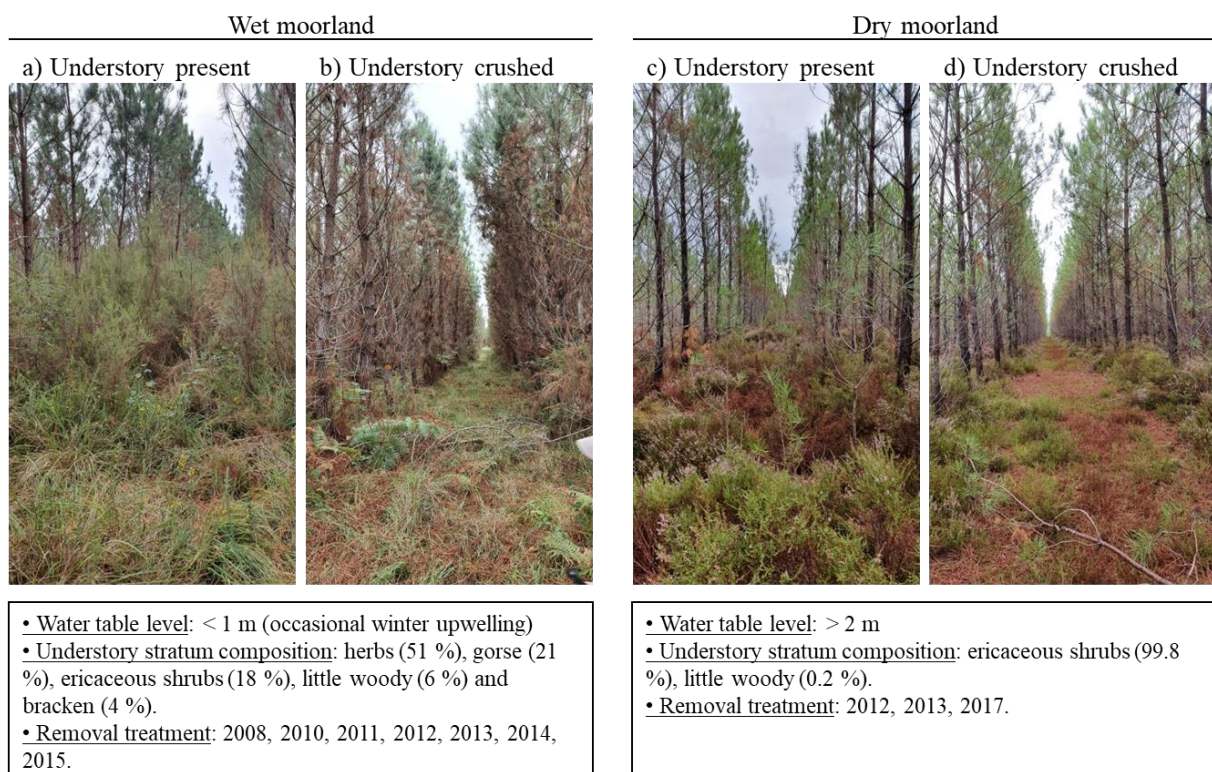 Wet moorland
Dry moorland
a) Understory present
b) Understory crushed
c) Understory present
d) Understory crushed
• Water table level: < 1 m (occasional winter upwelling)
• Understory stratum composition: herbs (51 %), gorse (21
%), ericaceous shrubs (18 %), little woody (6 %) and
bracken (4 %).
• Removal treatment: 2008, 2010, 2011, 2012, 2013, 2014,
2015.
• Water table level: > 2 m
• Understory stratum composition: ericaceous shrubs (99.8
%), little woody (0.2 %).
• Removal treatment: 2012, 2013, 2017.